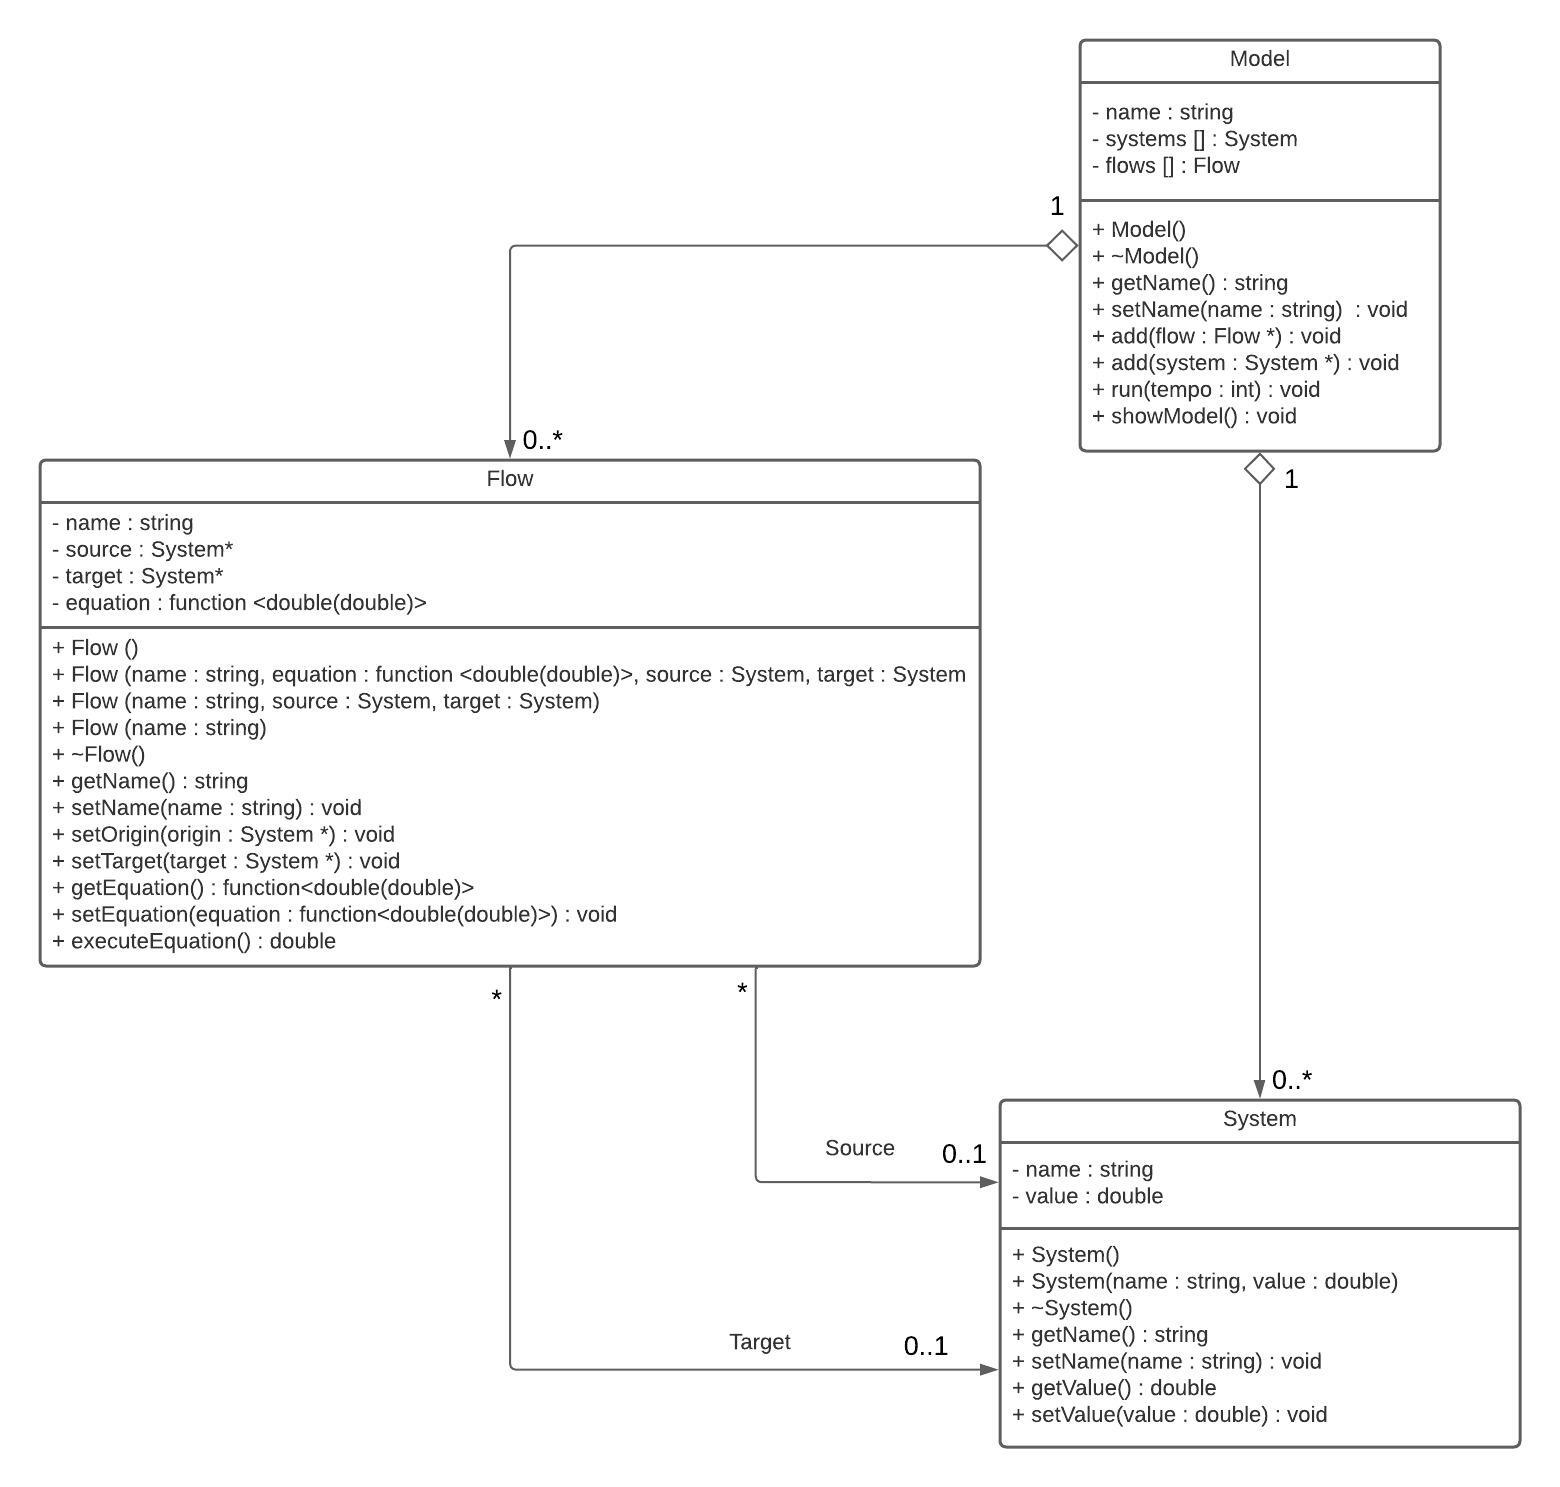 Model
- name : string
- systems [] : System
- flows [] : Flow
+ Model()
+ ~Model()
+ getName() : string
+ setName(name : string)  : void
+ add(flow : Flow *) : void
+ add(system : System *) : void
+ run(tempo : int) : void
+ showModel() : void
1
0..*
1
0..*
Flow
- name : string
- source : System*
- target : System*
- equation : function <double(double)>
+ Flow ()
+ Flow (name : string, equation : function <double(double)>, source : System, target : System
+ Flow (name : string, source : System, target : System)
+ Flow (name : string)
+ ~Flow()
+ getName() : string
+ setName(name : string) : void
+ setOrigin(origin : System *) : void
+ setTarget(target : System *) : void
+ getEquation() : function<double(double)>
+ setEquation(equation : function<double(double)>) : void
+ executeEquation() : double
*
*
Source
0..1
Target
0..1
System
- name : string
- value : double
+ System()
+ System(name : string, value : double)
+ ~System()
+ getName() : string
+ setName(name : string) : void
+ getValue() : double
+ setValue(value : double) : void